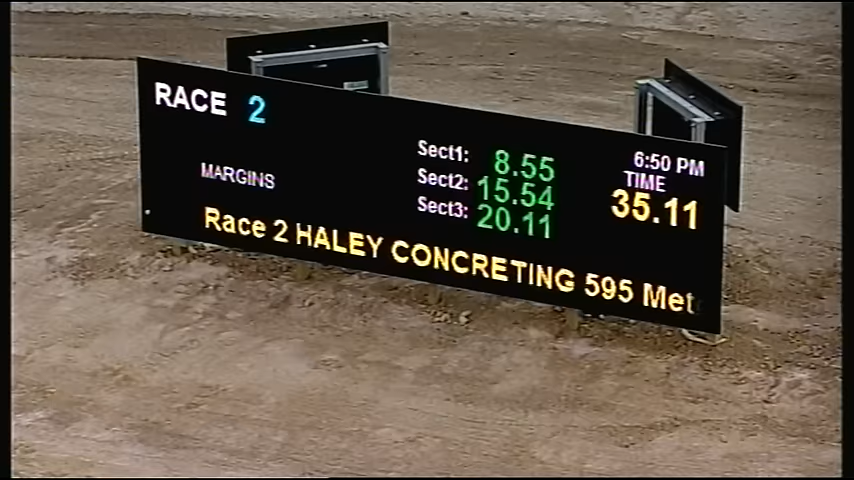 RACE 2
6:50 PM
Sect1: 8.55
TIME
MARGINS
Sect2: 15.54
35.11
Sect3: 20.11
Race 2 HALEY CONCRETING 595 Met